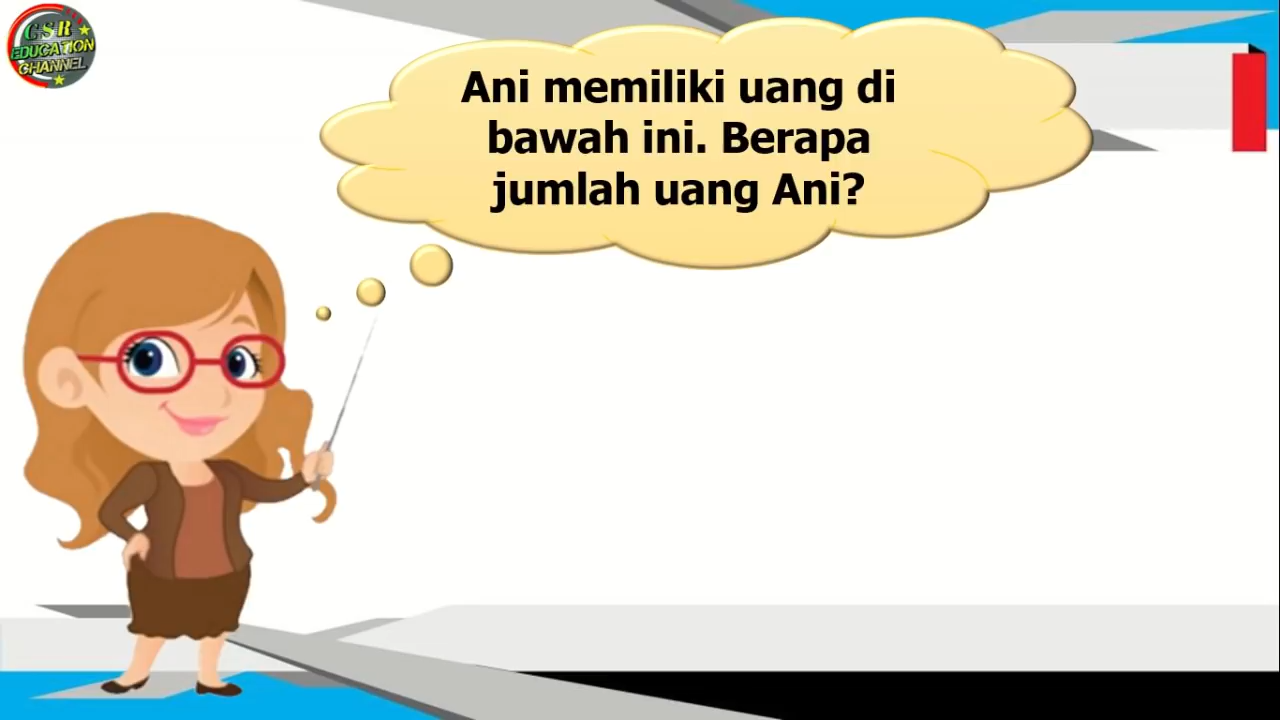 GSR
EDUCATION
CHANNEL
Ani memiliki uang di
bawah ini. Berapa
jumlah uang Ani?